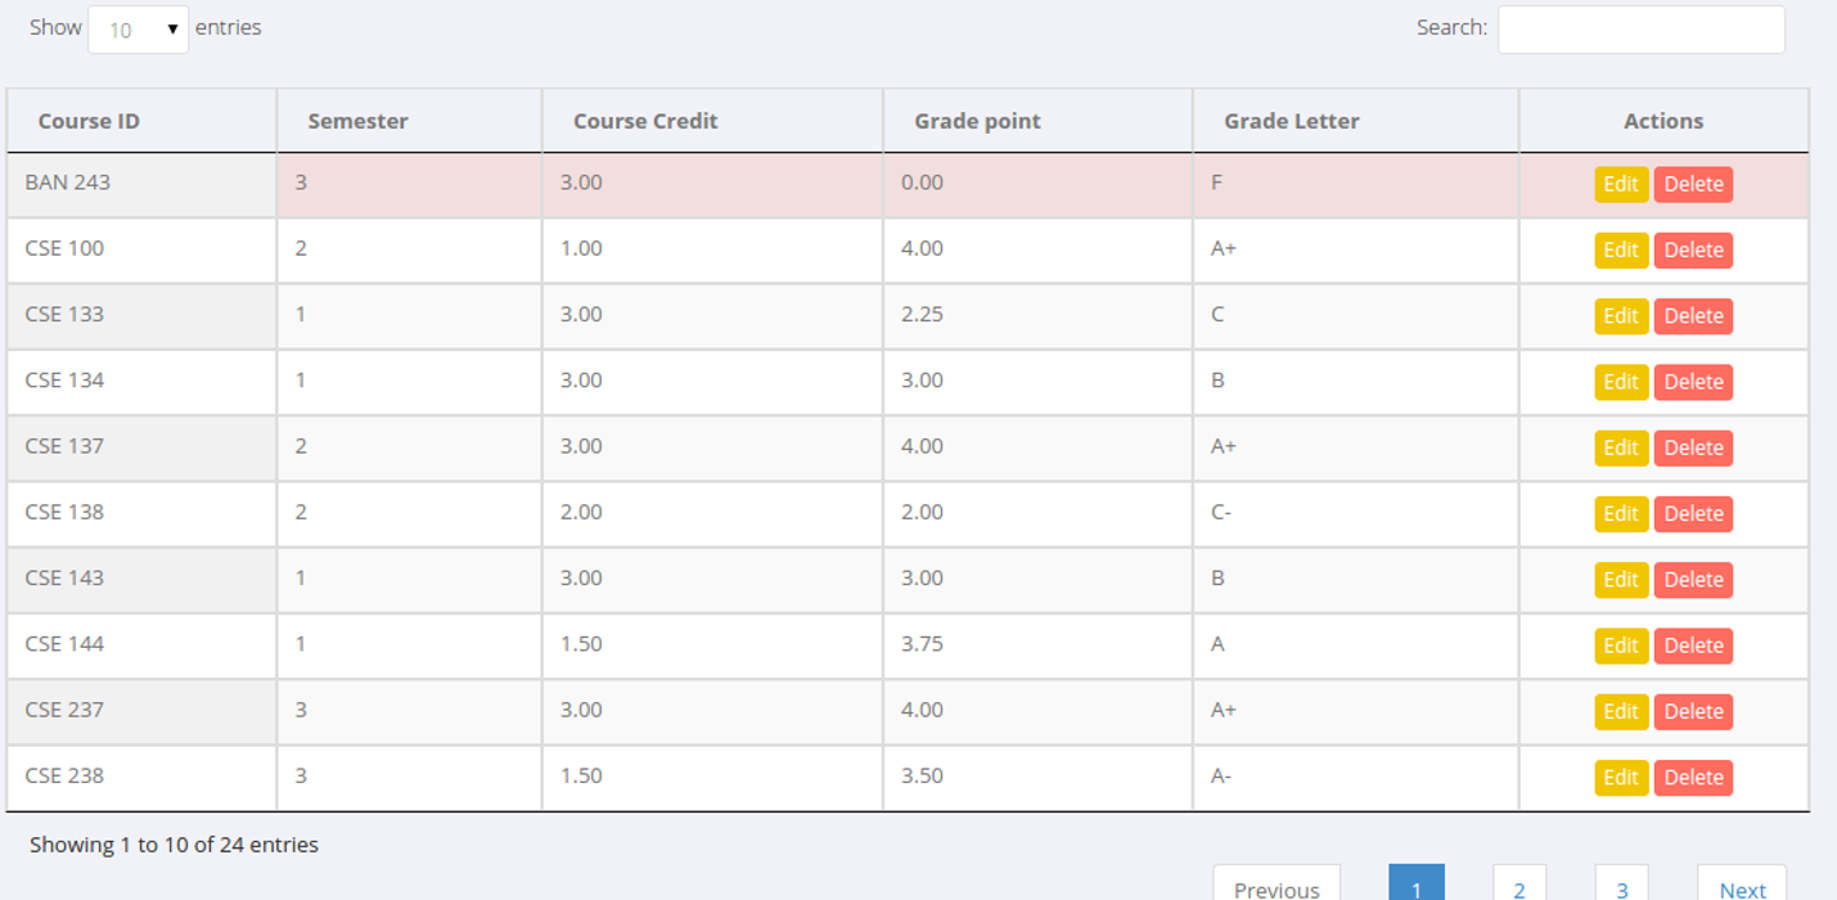 Show 10 entries Search:
Course ID Semester Course Credit Grade point Grade Letter Actions
BAN 243 3 3.00 0.00 F Edit Delete
CSE 100 2 1.00 4.00 A+ Edit Delete
CSE 133 1 3.00 2.25 C Edit Delete
CSE 134 1 3.00 3.00 B Edit Delete
CSE 137 2 3.00 4.00 A+ Edit Delete
CSE 138 2 2.00 2.00 C- Edit Delete
CSE 143 1 3.00 3.00 B Edit Delete
CSE 144 1 1.50 3.75 A Edit Delete
CSE 237 3 3.00 4.00 A+ Edit Delete
CSE 238 3 1.50 3.50 A- Edit Delete
Showing 1 to 10 of 24 entries
Previous 1 2 3 Next